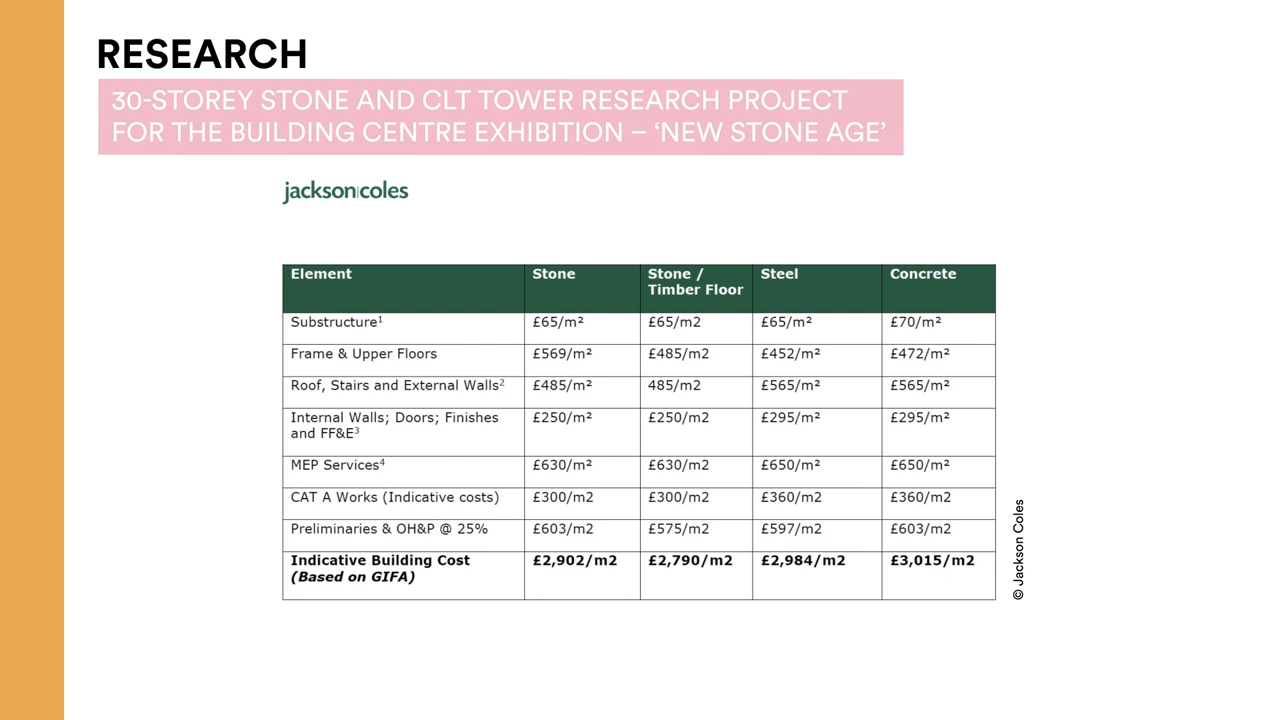 RESEARCH
30-STOREY STONE AND CLT TOWER RESEARCH PROJECT
FOR THE BUILDING CENTRE EXHIBITION – ‘NEW STONE AGE’
jackson|coles
Element Stone Stone / Timber Floor Steel Concrete
Substructure¹ £65/m² £65/m2 £65/m² £70/m²
Frame & Upper Floors £569/m² £485/m2 £452/m² £472/m²
Roof, Stairs and External Walls² £485/m² 485/m2 £565/m² £565/m²
Internal Walls; Doors; Finishes and FF&E³ £250/m² £250/m2 £295/m² £295/m²
MEP Services⁴ £630/m² £630/m2 £650/m² £650/m²
CAT A Works (Indicative costs) £300/m2 £300/m2 £360/m2 £360/m2
Preliminaries & OH&P @ 25% £603/m2 £575/m2 £597/m2 £603/m2
Indicative Building Cost (Based on GIFA) £2,902/m2 £2,790/m2 £2,984/m2 £3,015/m2
© Jackson Coles